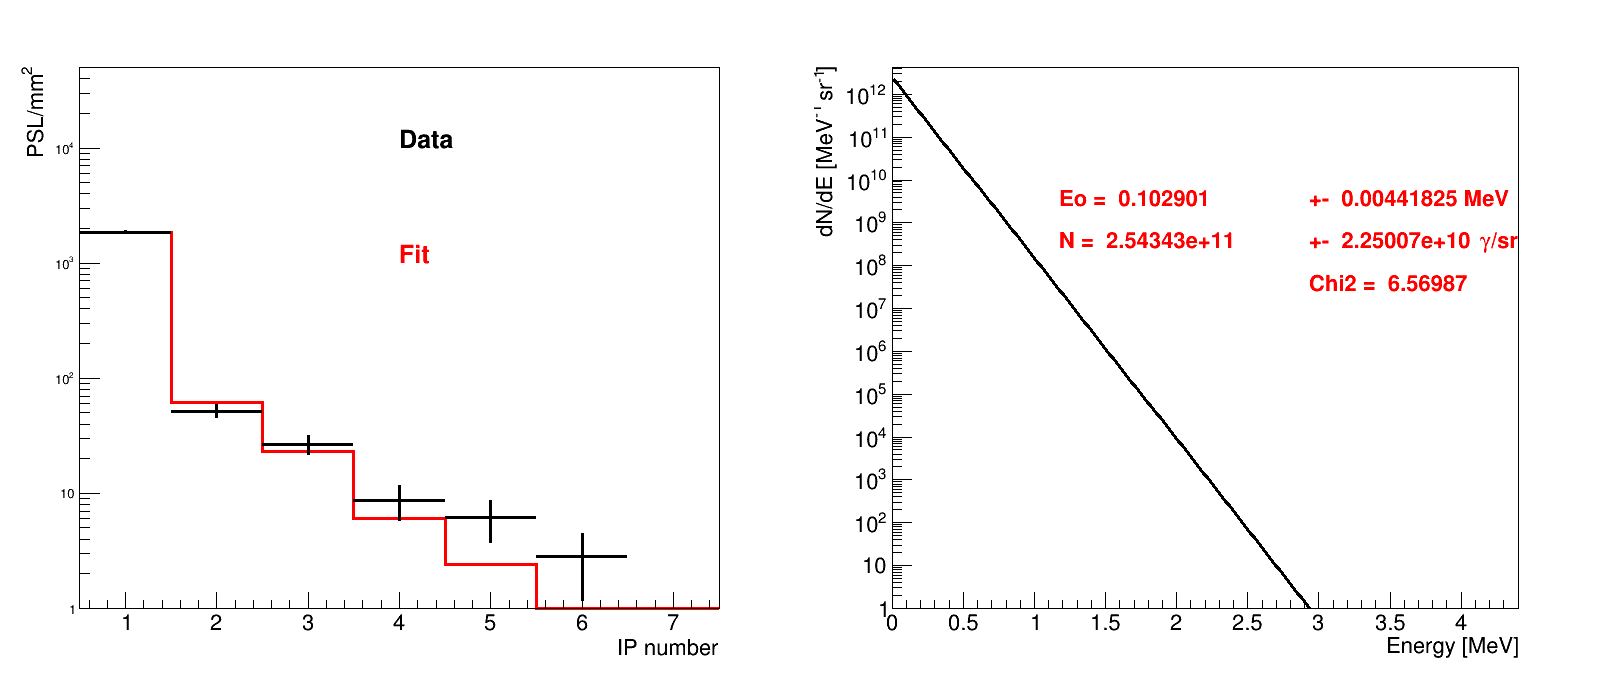 PSL/mm²
Data
Fit
10⁴
10³
10²
10
1
1 2 3 4 5 6 7
IP number
dN/dE [MeV⁻¹ sr⁻¹]
10¹²
10¹¹
10¹⁰
10⁹
10⁸
10⁷
10⁶
10⁵
10⁴
10³
10²
10
1
Eo = 0.102901 +- 0.00441825 MeV
N = 2.54343e+11 +- 2.25007e+10 γ/sr
Chi2 = 6.56987
0 0.5 1 1.5 2 2.5 3 3.5 4
Energy [MeV]